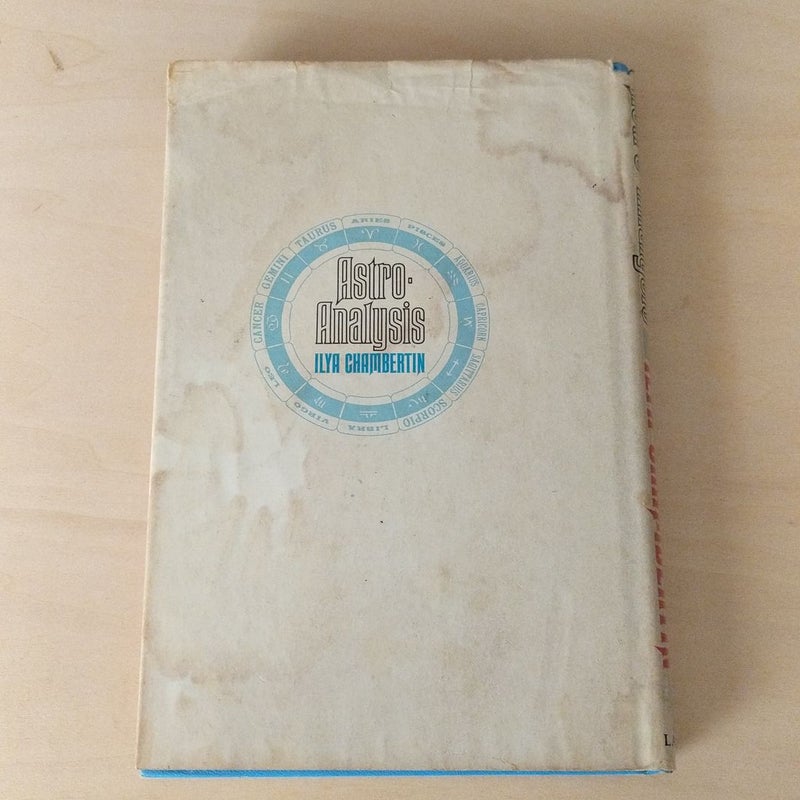 Astro-
Analysis
ILYA CHAMBERTIN
ARIES
PISCES
AQUARIUS
CAPRICORN
SAGITTARIUS
SCORPIO
LIBRA
VIRGO
LEO
CANCER
GEMINI
TAURUS